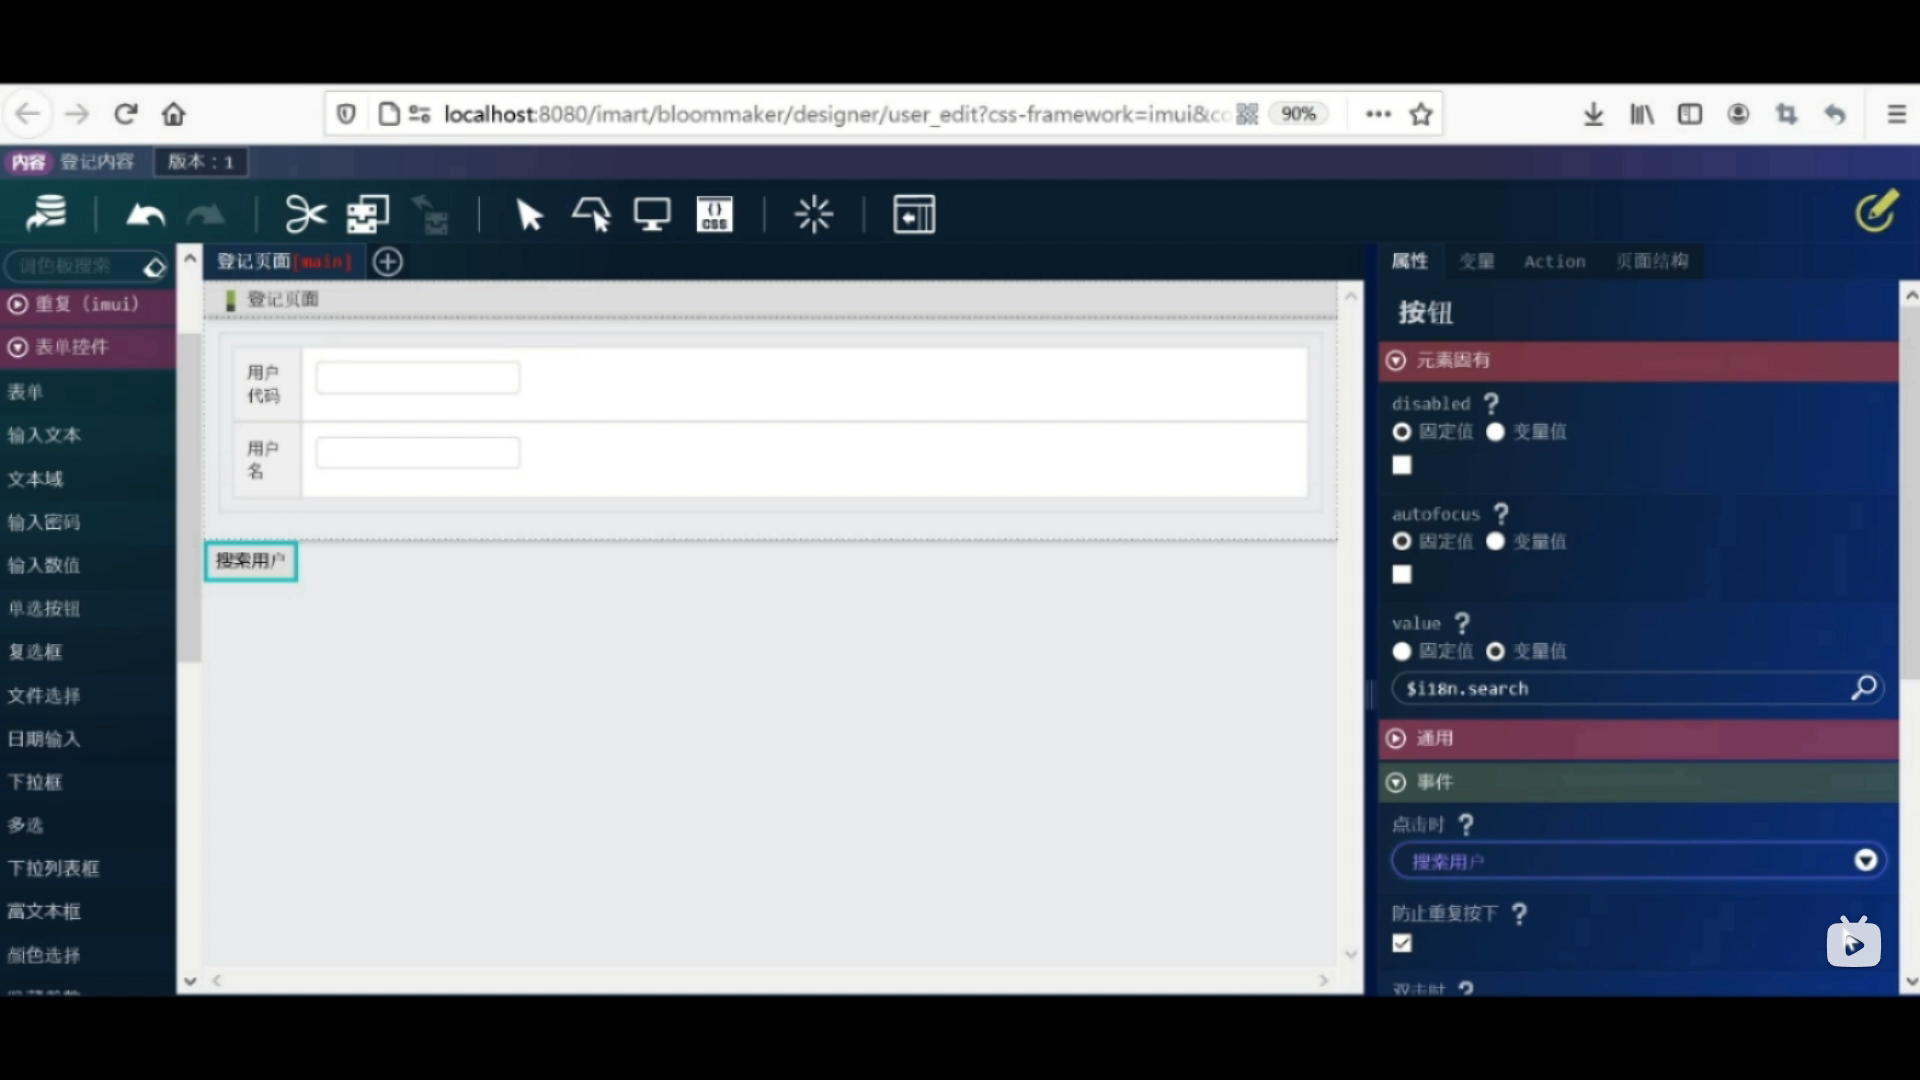 localhost:8080/imart/bloommaker/designer/user_edit?css-framework=imui&cc
90%
内容 登记内容 版本：1
{} CSS
调色板搜索
登记页面[main]
属性 变量 Action 页面结构
重复（imui）
表单控件
表单
输入文本
文本域
输入密码
输入数值
单选按钮
复选框
文件选择
日期输入
下拉框
多选
下拉列表框
富文本框
颜色选择
登记页面
用户
代码
用户
名
搜索用户
按钮
元素固有
disabled ?
固定值 变量值
autofocus ?
固定值 变量值
value ?
固定值 变量值
$i18n.search
通用
事件
点击时 ?
搜索用户
防止重复按下 ?
双击时 ?